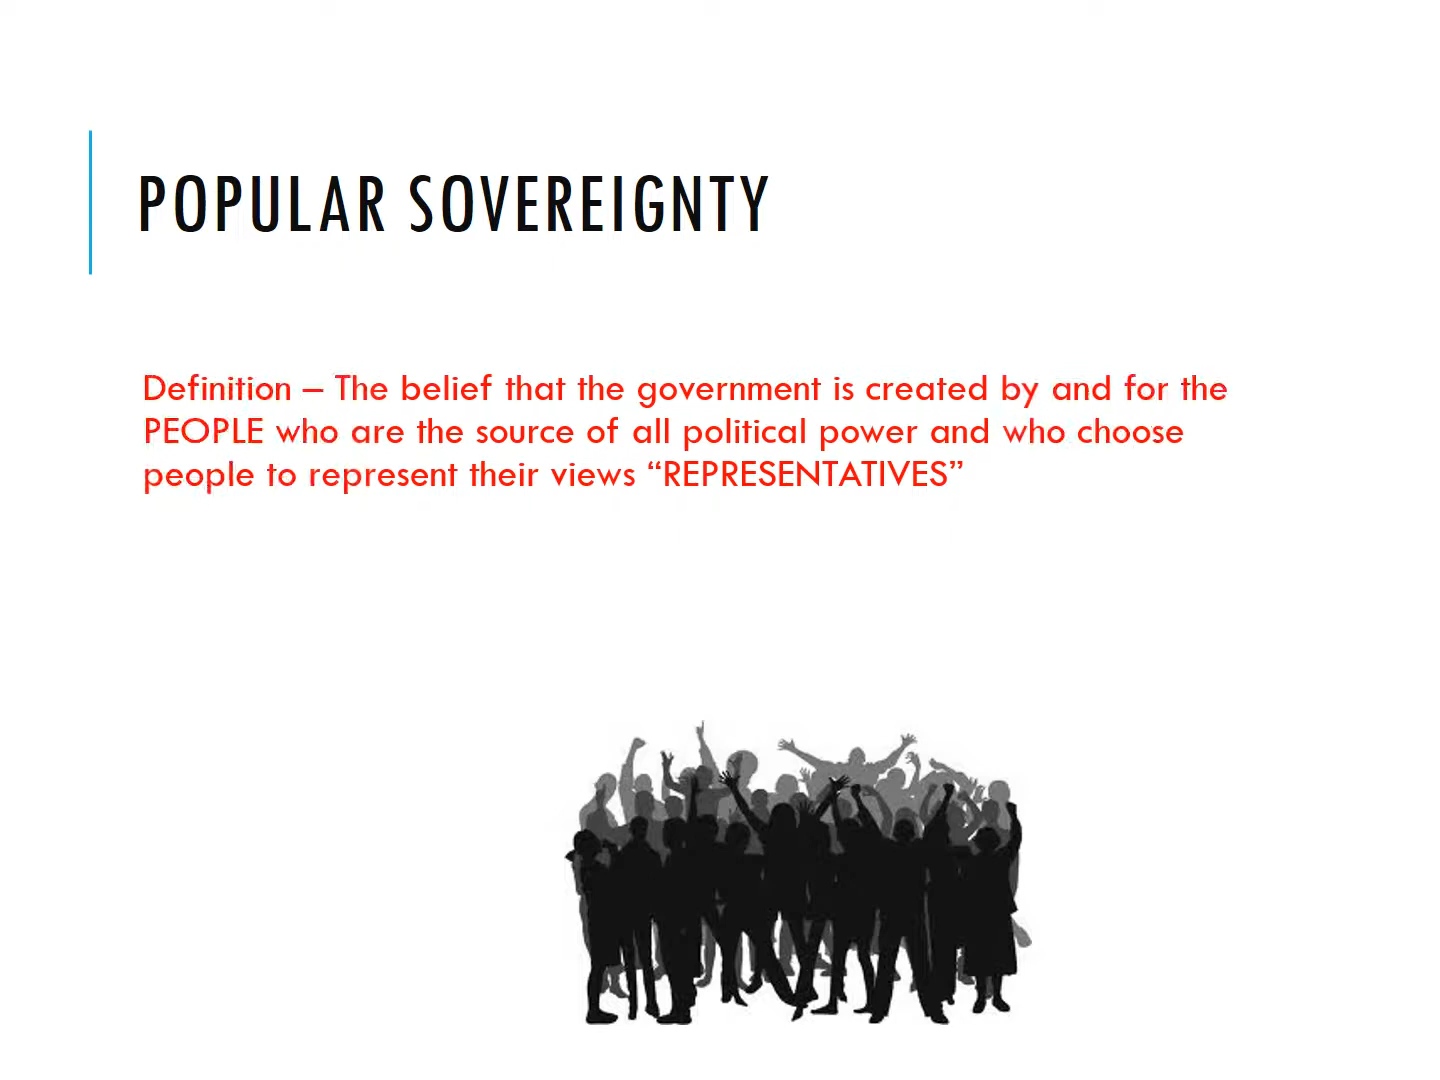 POPULAR SOVEREIGNTY
Definition – The belief that the government is created by and for the
PEOPLE who are the source of all political power and who choose
people to represent their views “REPRESENTATIVES”